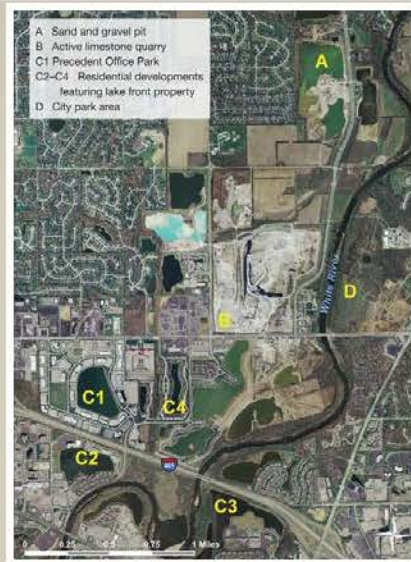 A Sand and gravel pit
B Active limestone quarry
C1 Precedent Office Park
C2–C4 Residential developments
featuring lake front property
D City park area
A
White River
D
B
C1
C4
C2
465
C3
0 0.25 0.5 0.75 1 Miles